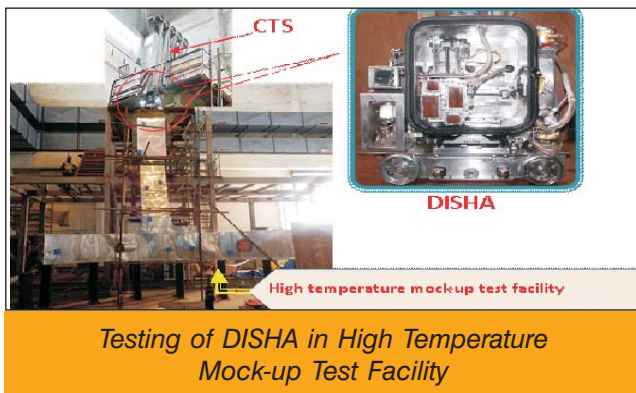 CTS
DISHA
High temperature mockup test facility
Testing of DISHA in High Temperature
Mock-up Test Facility